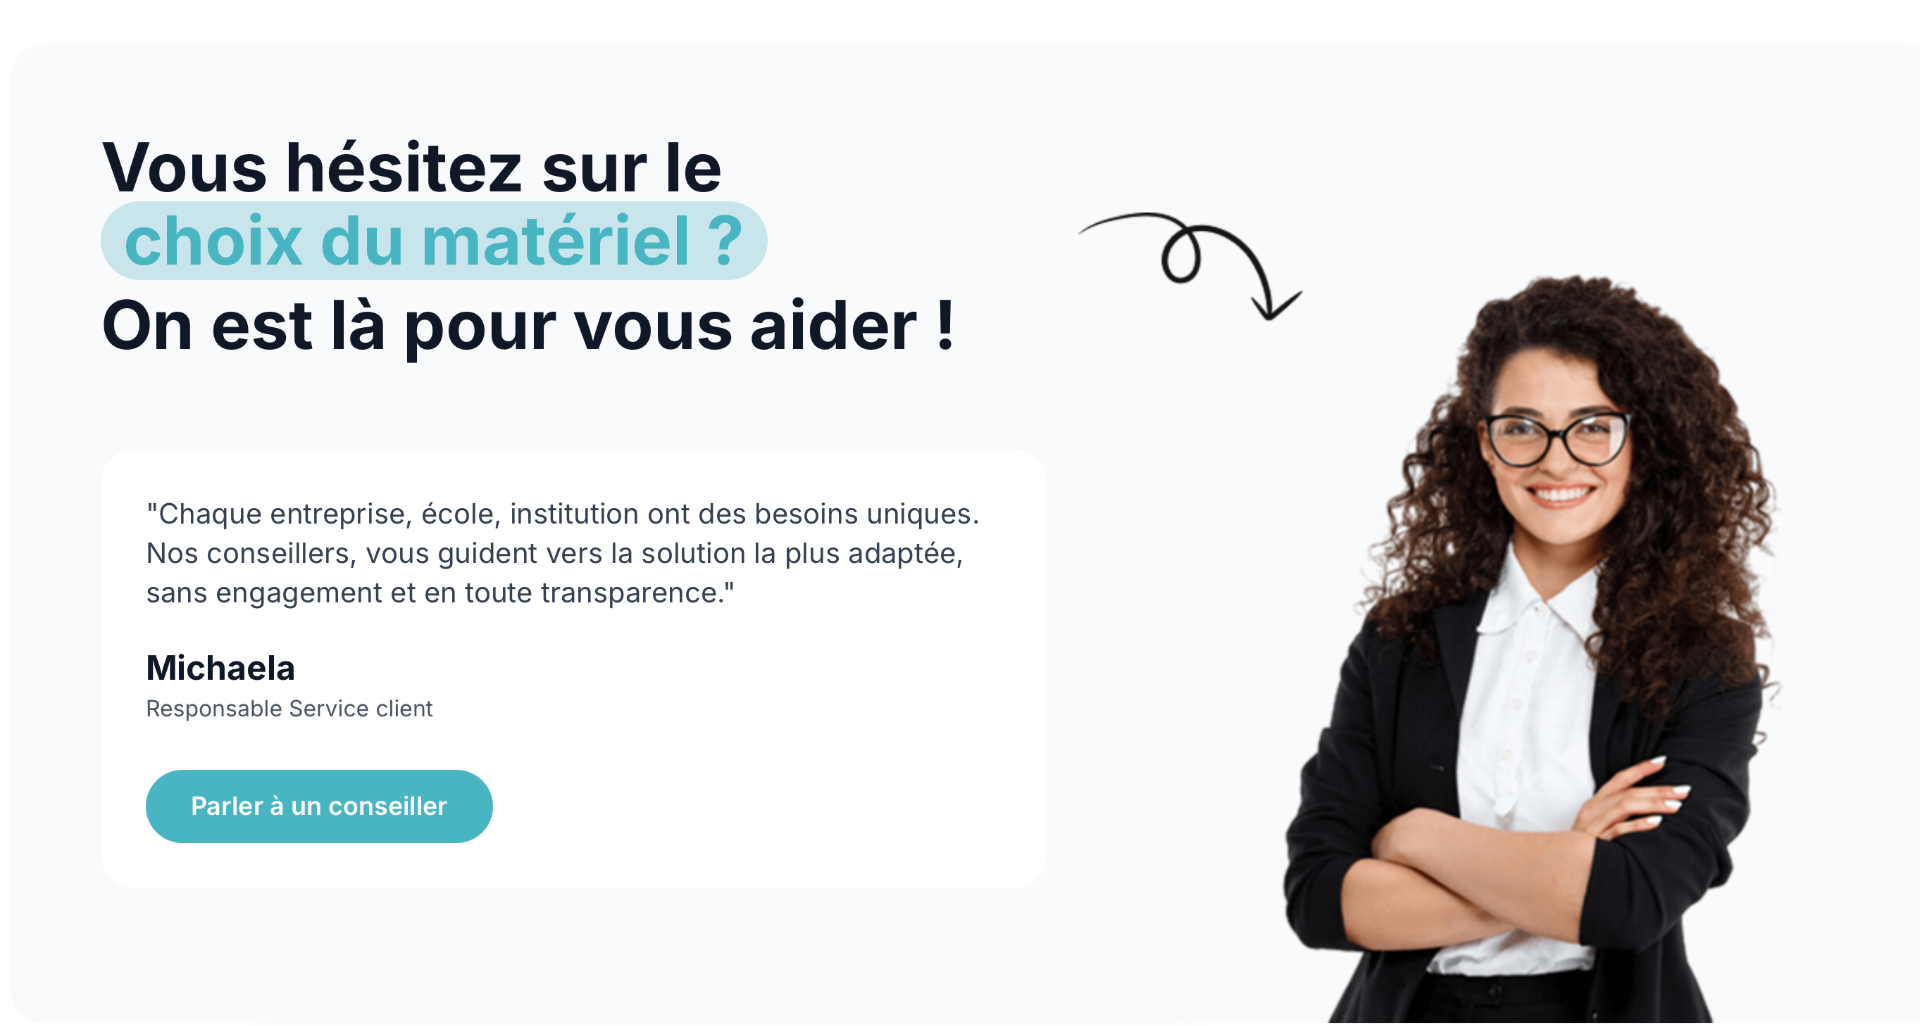 Vous hésitez sur le
choix du matériel ?
On est là pour vous aider !
"Chaque entreprise, école, institution ont des besoins uniques.
Nos conseillers, vous guident vers la solution la plus adaptée,
sans engagement et en toute transparence."
Michaela
Responsable Service client
Parler à un conseiller